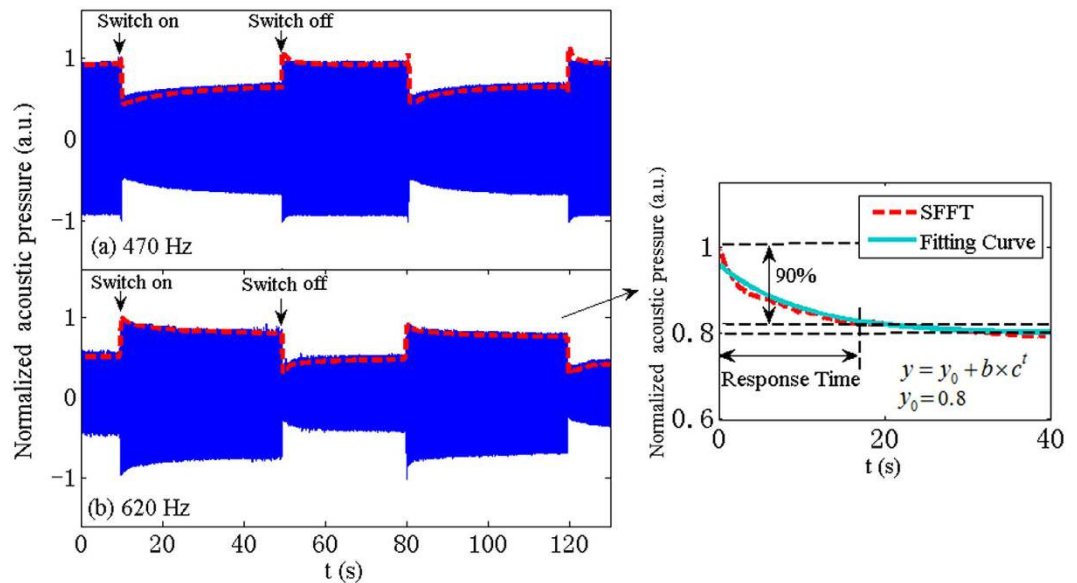 Switch on
Switch off
1
0
-1
(a) 470 Hz
Switch on
Switch off
1
0
-1
(b) 620 Hz
0 20 40 60 80 100 120
t (s)
Normalized acoustic pressure (a.u.)
SFFT
Fitting Curve
90%
Response Time
y = y₀ + b × cᵗ
y₀ = 0.8
1
0.8
0.6
0 20 40
t (s)
Normalized acoustic pressure (a.u.)